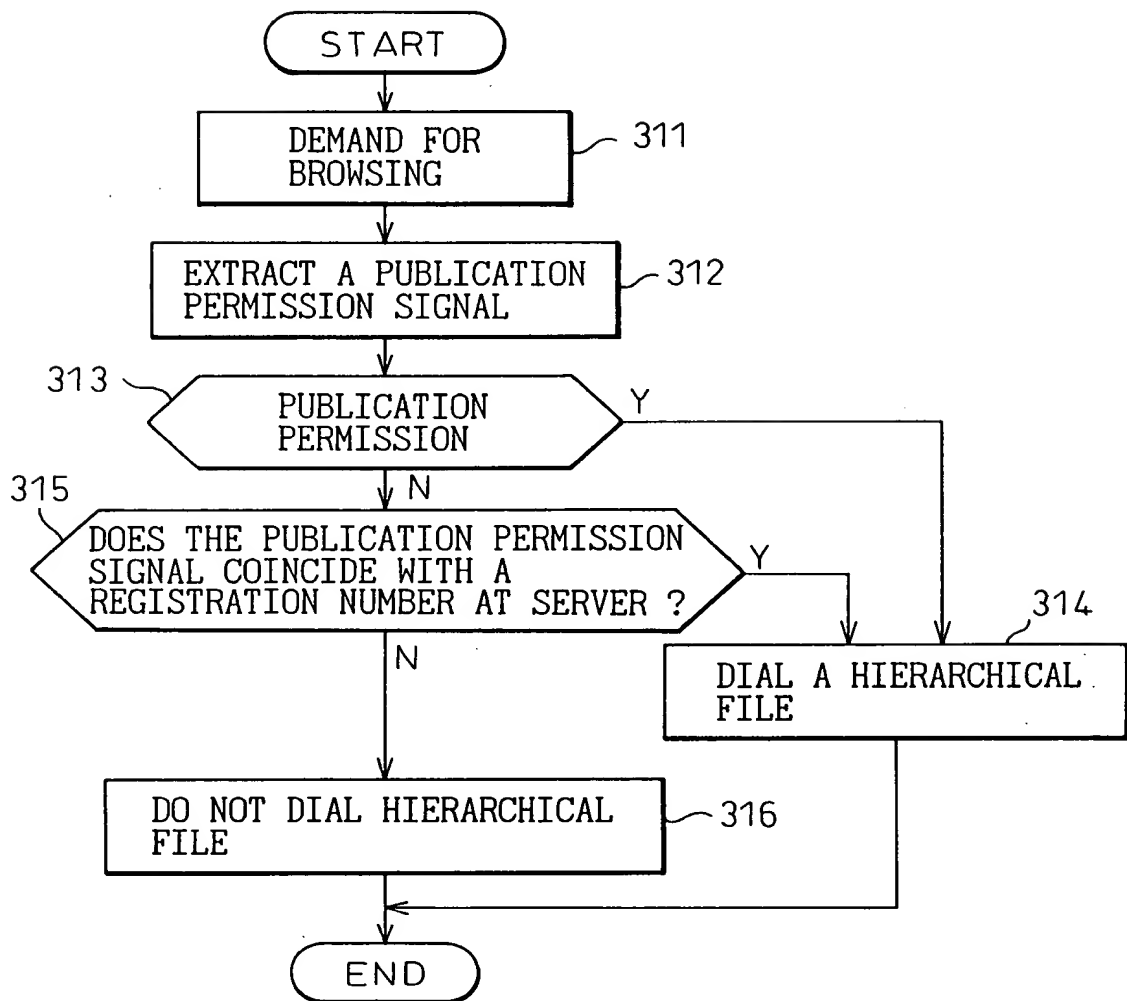 START
DEMAND FOR
BROWSING
311
EXTRACT A PUBLICATION
PERMISSION SIGNAL
312
313
PUBLICATION
PERMISSION
Y
N
315
DOES THE PUBLICATION PERMISSION
SIGNAL COINCIDE WITH A
REGISTRATION NUMBER AT SERVER ?
Y
N
314
DIAL A HIERARCHICAL
FILE
DO NOT DIAL HIERARCHICAL
FILE
316
END